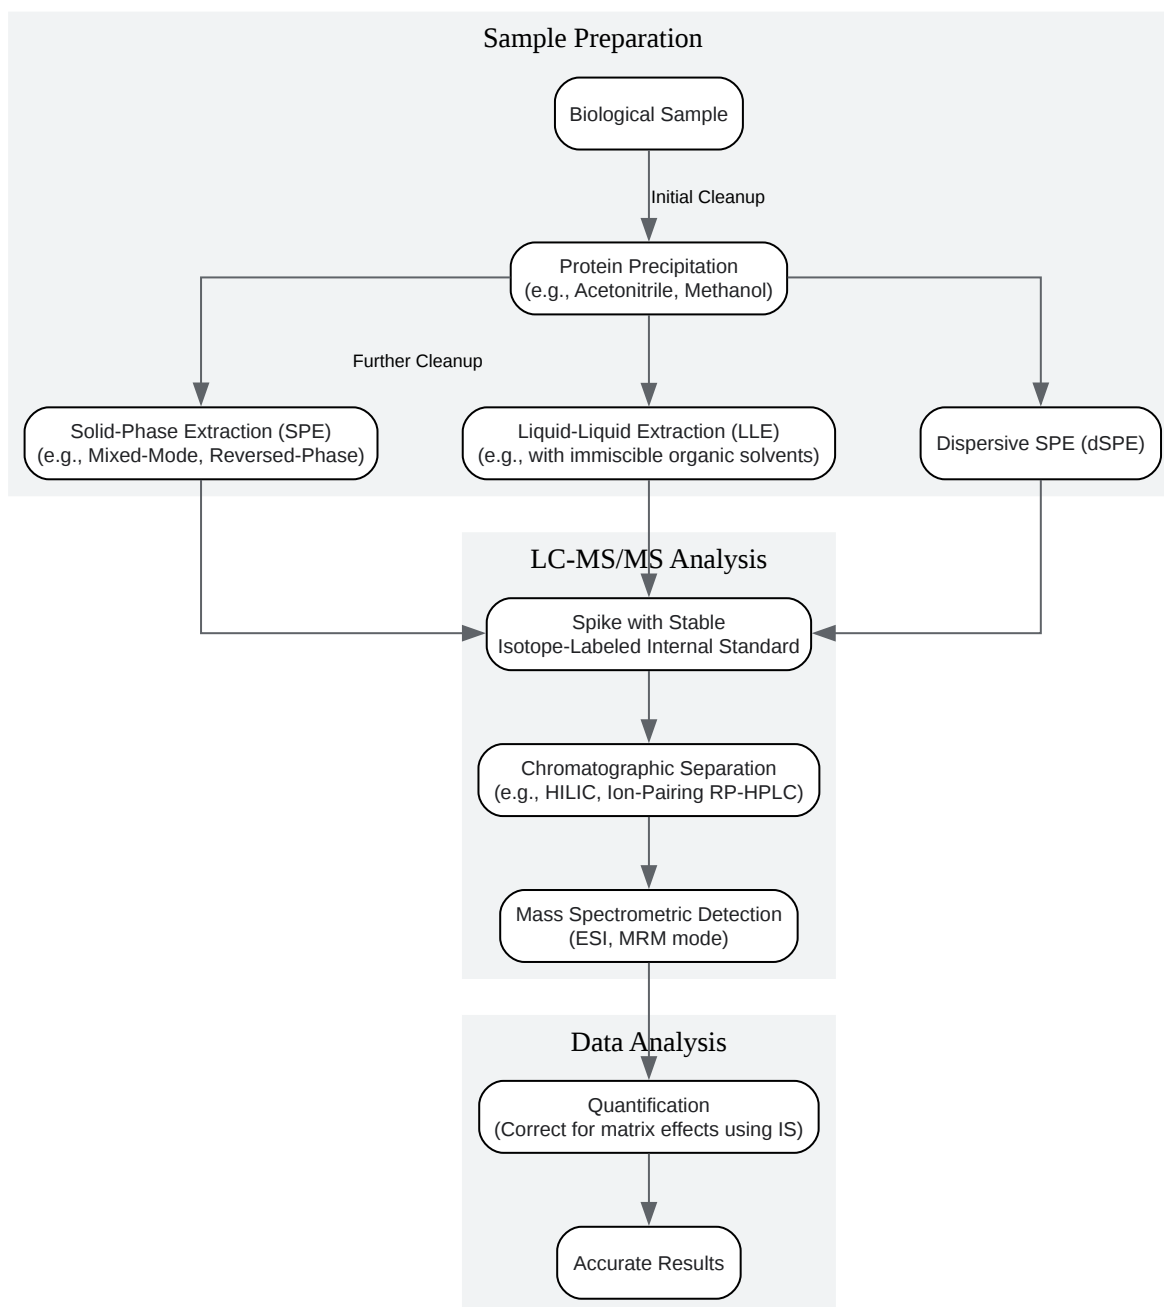 Sample Preparation
Biological Sample
Initial Cleanup
Protein Precipitation
(e.g., Acetonitrile, Methanol)
Further Cleanup
Solid-Phase Extraction (SPE)
(e.g., Mixed-Mode, Reversed-Phase)
Liquid-Liquid Extraction (LLE)
(e.g., with immiscible organic solvents)
Dispersive SPE (dSPE)
LC-MS/MS Analysis
Spike with Stable
Isotope-Labeled Internal Standard
Chromatographic Separation
(e.g., HILIC, Ion-Pairing RP-HPLC)
Mass Spectrometric Detection
(ESI, MRM mode)
Data Analysis
Quantification
(Correct for matrix effects using IS)
Accurate Results